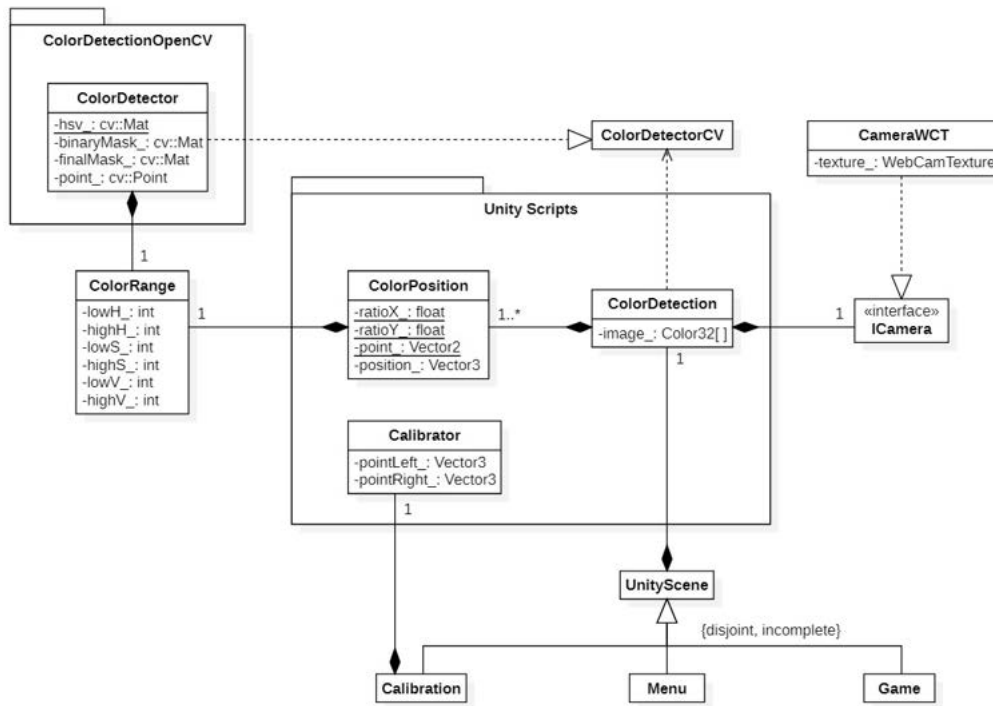 ColorDetectionOpenCV
ColorDetector
-hsv_: cv::Mat
-binaryMask_: cv::Mat
-finalMask_: cv::Mat
-point_: cv::Point
ColorDetectorCV
CameraWCT
-texture_: WebCamTexture
Unity Scripts
1
ColorRange
-lowH_: int
-highH_: int
-lowS_: int
-highS_: int
-lowV_: int
-highV_: int
1
ColorPosition
-ratioX_: float
-ratioY_: float
-point_: Vector2
-position_: Vector3
1..*
ColorDetection
-image_: Color32[ ]
1
1
«interface»
ICamera
Calibrator
-pointLeft_: Vector3
-pointRight_: Vector3
1
UnityScene
{disjoint, incomplete}
Calibration
Menu
Game